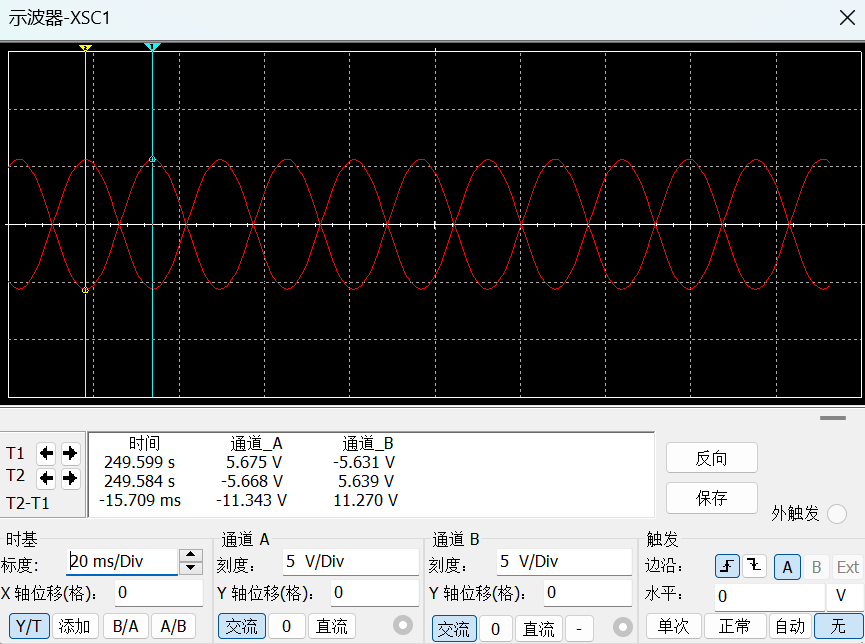 示波器-XSC1
2
1
时间 通道_A 通道_B
T1 249.599 s 5.675 V -5.631 V
T2 249.584 s -5.668 V 5.639 V
T2-T1 -15.709 ms -11.343 V 11.270 V
反向
保存
外触发
时基
标度: 20 ms/Div
X 轴位移(格): 0
Y/T 添加 B/A A/B
通道 A
刻度: 5 V/Div
Y 轴位移(格): 0
交流 0 直流
通道 B
刻度: 5 V/Div
Y 轴位移(格): 0
交流 0 直流 -
触发
边沿: A B Ext
水平: 0 V
单次 正常 自动 无